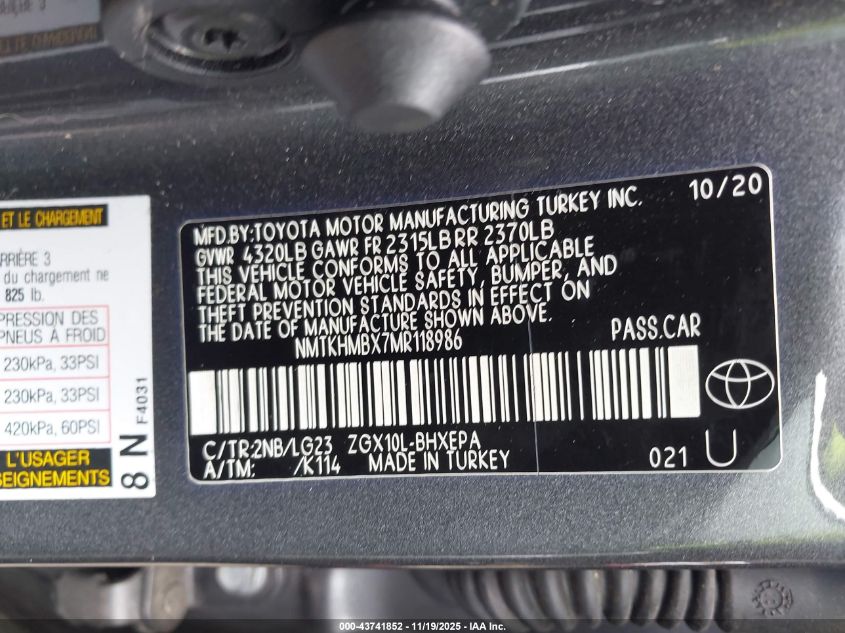 ET LE CHARGEMENT
RRIÈRE 3
du chargement ne
825 lb.
PRESSION DES
PNEUS À FROID
230kPa, 33PSI
230kPa, 33PSI
420kPa, 60PSI
L'USAGER
SEIGNEMENTS
8 N F4031
10/20
MFD.BY:TOYOTA MOTOR MANUFACTURING TURKEY INC.
GVWR 4320LB GAWR FR 2315LB RR 2370LB
THIS VEHICLE CONFORMS TO ALL APPLICABLE
FEDERAL MOTOR VEHICLE SAFETY, BUMPER, AND
THEFT PREVENTION STANDARDS IN EFFECT ON
THE DATE OF MANUFACTURE SHOWN ABOVE.
NMTKHMBX7MR118986 PASS.CAR
C/TR:2NB/LG23 ZGX10L-BHXEPA
A/TM: /K114 MADE IN TURKEY 021 U
000-43741852 - 11/19/2025 - IAA Inc.